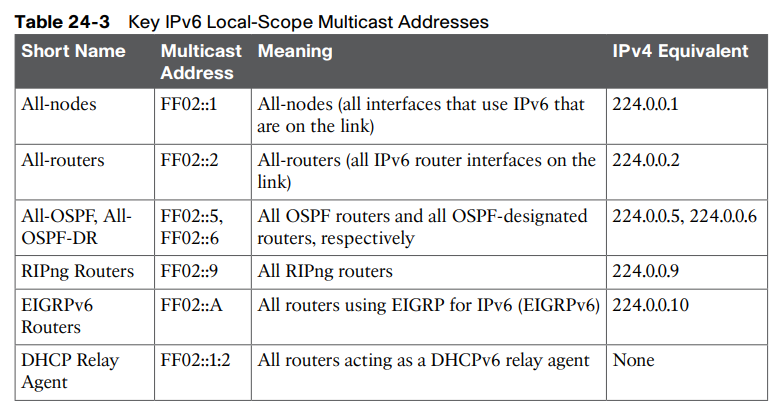 Table 24-3 Key IPv6 Local-Scope Multicast Addresses
Short Name Multicast Address Meaning IPv4 Equivalent
All-nodes FF02::1 All-nodes (all interfaces that use IPv6 that are on the link) 224.0.0.1
All-routers FF02::2 All-routers (all IPv6 router interfaces on the link) 224.0.0.2
All-OSPF, All-OSPF-DR FF02::5, FF02::6 All OSPF routers and all OSPF-designated routers, respectively 224.0.0.5, 224.0.0.6
RIPng Routers FF02::9 All RIPng routers 224.0.0.9
EIGRPv6 Routers FF02::A All routers using EIGRP for IPv6 (EIGRPv6) 224.0.0.10
DHCP Relay Agent FF02::1:2 All routers acting as a DHCPv6 relay agent None